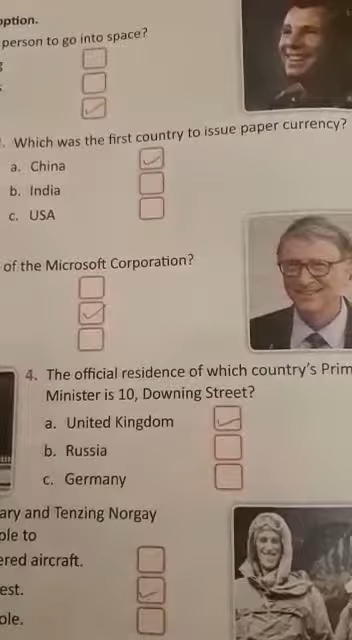 option.
person to go into space?
. Which was the first country to issue paper currency?
a. China
b. India
c. USA
of the Microsoft Corporation?
4. The official residence of which country's Prim
Minister is 10, Downing Street?
a. United Kingdom
b. Russia
c. Germany
ary and Tenzing Norgay
ple to
ered aircraft.
est.
ole.